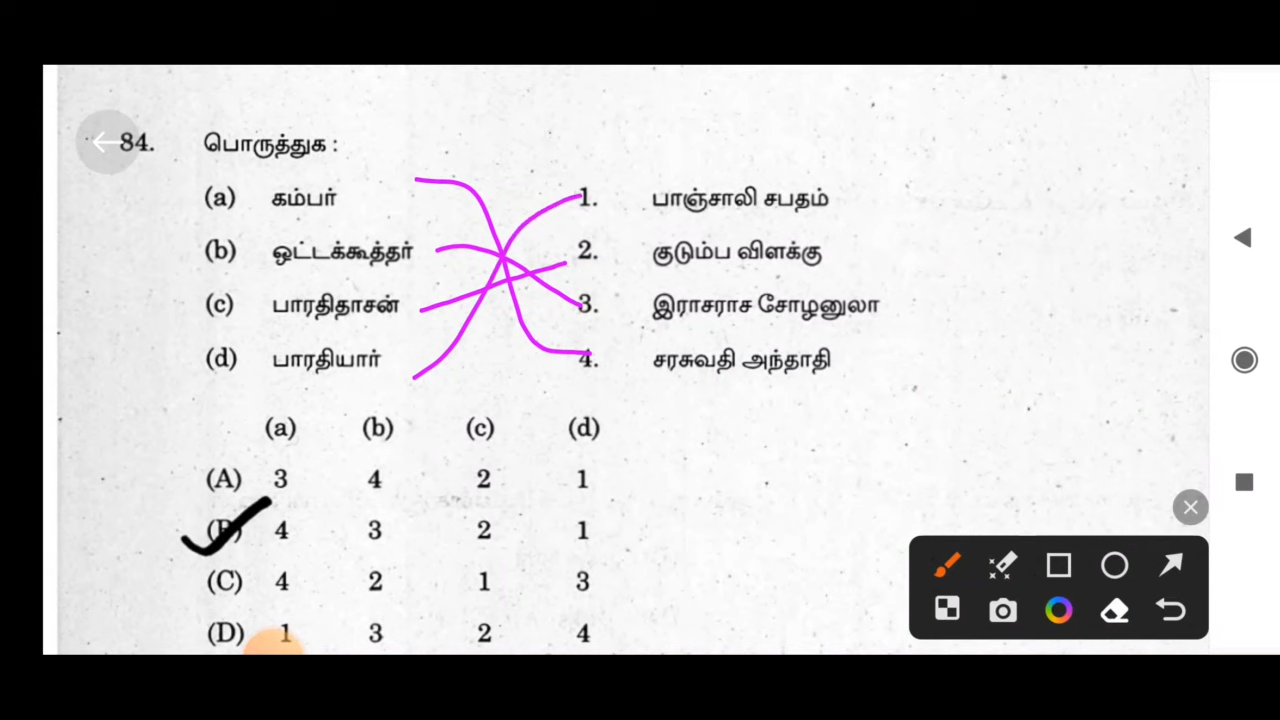 84. பொருத்துக :
(a) கம்பர் 1. பாஞ்சாலி சபதம்
(b) ஒட்டக்கூத்தர் 2. குடும்ப விளக்கு
(c) பாரதிதாசன் 3. இராசராச சோழனுலா
(d) பாரதியார் 4. சரசுவதி அந்தாதி
(a) (b) (c) (d)
(A) 3 4 2 1
(B) 4 3 2 1
(C) 4 2 1 3
(D) 1 3 2 4